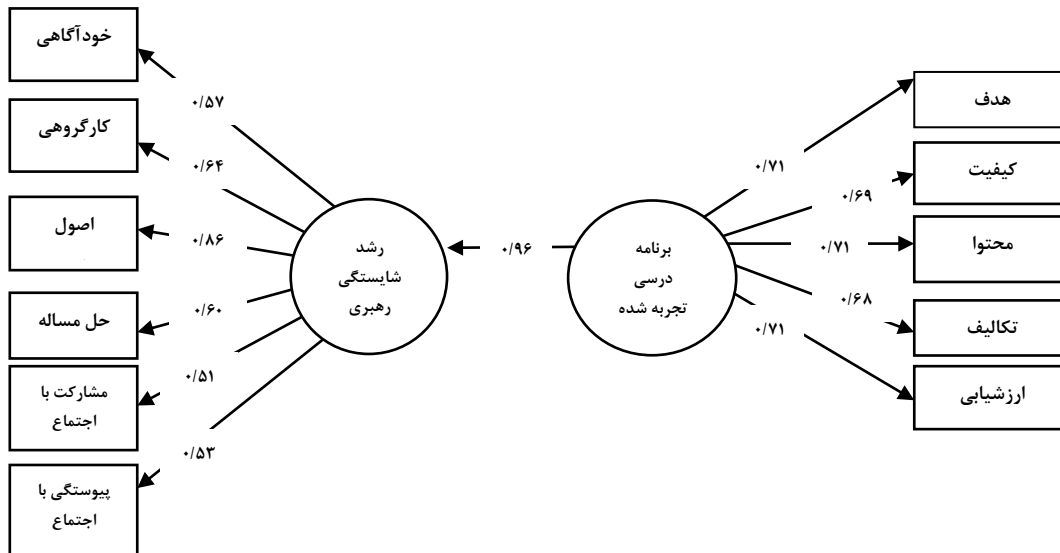 هدف
کیفیت
محتوا
تکالیف
ارزشیابی
۰/۷۱
۰/۶۹
۰/۷۱
۰/۶۸
۰/۷۱
برنامه
درسی
تجربه شده
۰/۹۶
رشد
شایستگی
رهبری
۰/۵۷
۰/۶۴
۰/۸۶
۰/۶۰
۰/۵۱
۰/۵۳
خودآگاهی
کارگروهی
اصول
حل مساله
مشارکت با
اجتماع
پیوستگی با
اجتماع